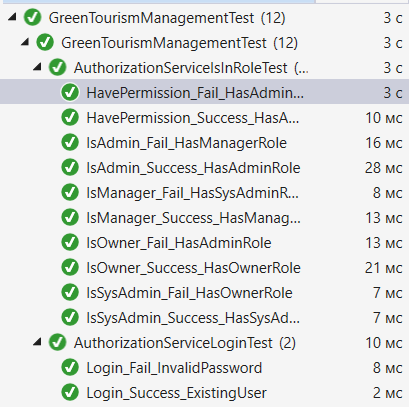 GreenTourismManagementTest (12) 3 с
GreenTourismManagementTest (12) 3 с
AuthorizationServiceIsInRoleTest (... 3 с
HavePermission_Fail_HasAdmin... 3 с
HavePermission_Success_HasA... 10 мс
IsAdmin_Fail_HasManagerRole 16 мс
IsAdmin_Success_HasAdminRole 28 мс
IsManager_Fail_HasSysAdminR... 8 мс
IsManager_Success_HasManag... 13 мс
IsOwner_Fail_HasAdminRole 13 мс
IsOwner_Success_HasOwnerRole 21 мс
IsSysAdmin_Fail_HasOwnerRole 7 мс
IsSysAdmin_Success_HasSysAd... 7 мс
AuthorizationServiceLoginTest (2) 10 мс
Login_Fail_InvalidPassword 8 мс
Login_Success_ExistingUser 2 мс